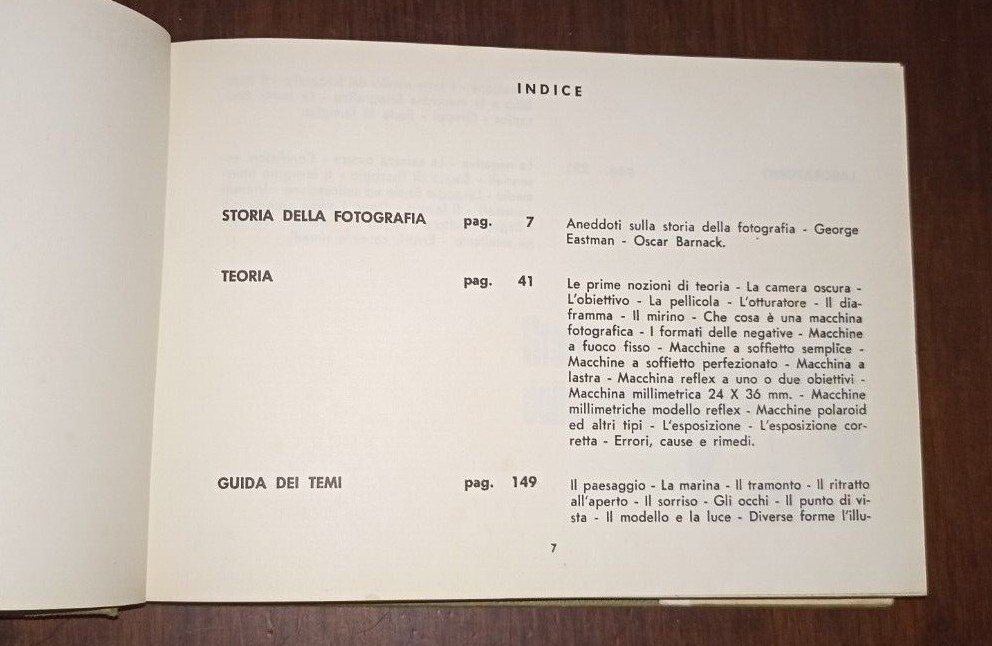 INDICE
STORIA DELLA FOTOGRAFIA pag. 7 Aneddoti sulla storia della fotografia - George
Eastman - Oscar Barnack.
TEORIA pag. 41 Le prime nozioni di teoria - La camera oscura -
L'obiettivo - La pellicola - L'otturatore - Il dia-
framma - Il mirino - Che cosa è una macchina
fotografica - I formati delle negative - Macchine
a fuoco fisso - Macchine a soffietto semplice -
Macchine a soffietto perfezionato - Macchina a
lastra - Macchina reflex a uno o due obiettivi -
Macchina millimetrica 24 X 36 mm. - Macchine
millimetriche modello reflex - Macchine polaroid
ed altri tipi - L'esposizione - L'esposizione cor-
retta - Errori, cause e rimedi.
GUIDA DEI TEMI pag. 149 Il paesaggio - La marina - Il tramonto - Il ritratto
all'aperto - Il sorriso - Gli occhi - Il punto di vi-
sta - Il modello e la luce - Diverse forme l'illu-
7